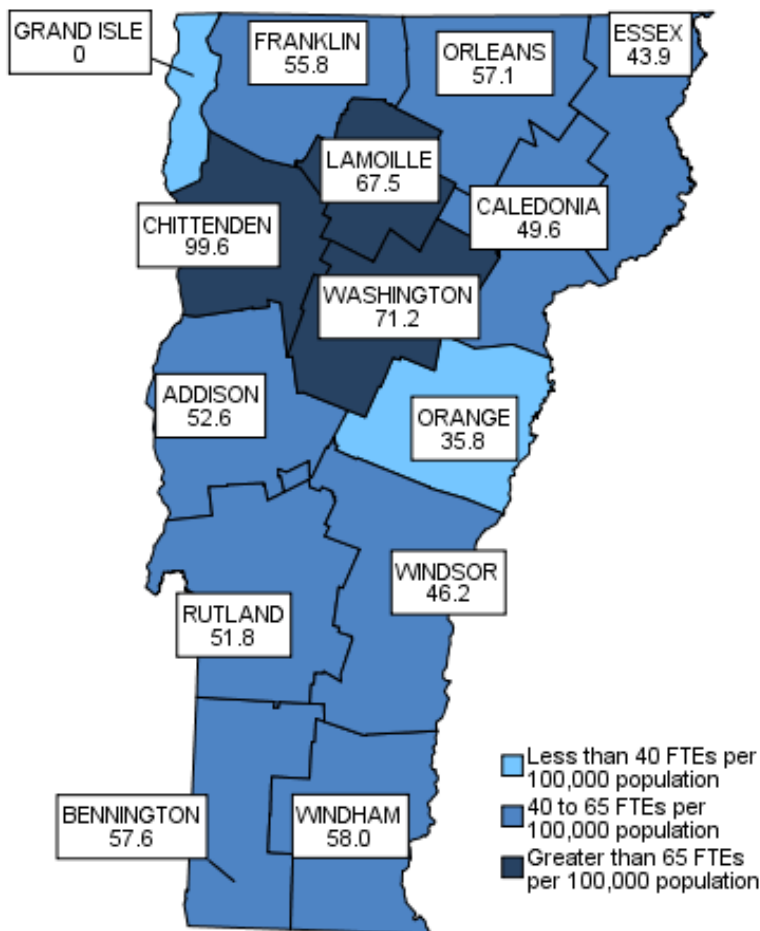 GRAND ISLE
0
FRANKLIN
55.8
ORLEANS
57.1
ESSEX
43.9
LAMOILLE
67.5
CHITTENDEN
99.6
CALEDONIA
49.6
WASHINGTON
71.2
ADDISON
52.6
ORANGE
35.8
WINDSOR
46.2
RUTLAND
51.8
BENNINGTON
57.6
WINDHAM
58.0
Less than 40 FTEs per
100,000 population
40 to 65 FTEs per
100,000 population
Greater than 65 FTEs
per 100,000 population